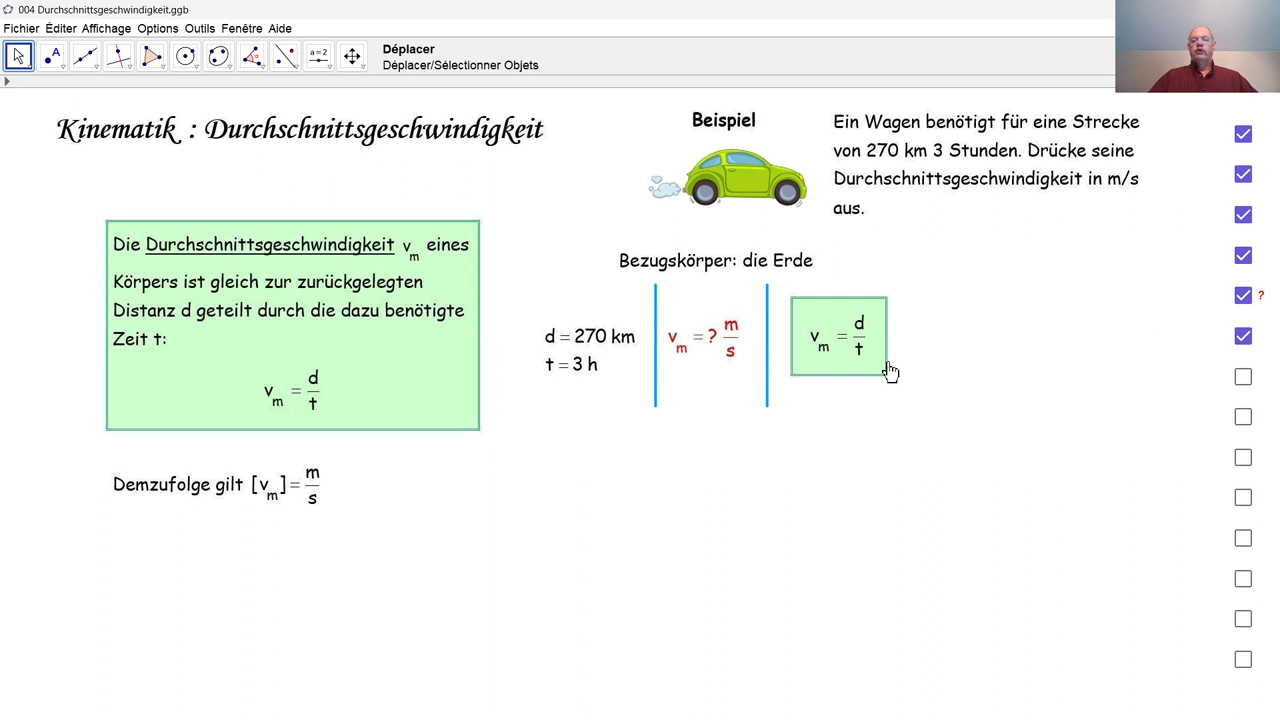 004 Durchschnittsgeschwindigkeit.ggb
Fichier Éditer Affichage Options Outils Fenêtre Aide
A
a=2
Déplacer
Déplacer/Sélectionner Objets
Kinematik : Durchschnittsgeschwindigkeit
Die Durchschnittsgeschwindigkeit v_m eines
Körpers ist gleich zur zurückgelegten
Distanz d geteilt durch die dazu benötigte
Zeit t:
v_m = d/t
Demzufolge gilt [v_m] = m/s
Beispiel
Ein Wagen benötigt für eine Strecke
von 270 km 3 Stunden. Drücke seine
Durchschnittsgeschwindigkeit in m/s
aus.
Bezugskörper: die Erde
d = 270 km
t = 3 h
v_m = ? m/s
v_m = d/t
?